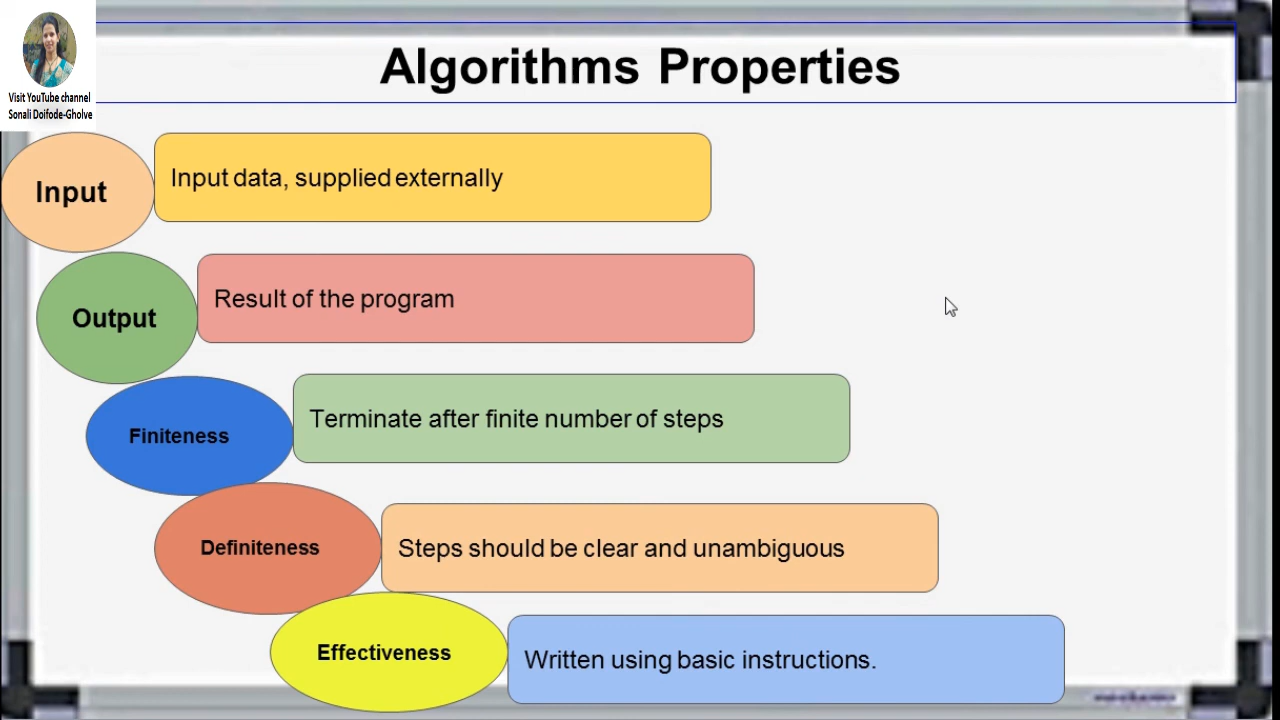 Visit YouTube channel
Sonali Doifode-Gholve
Algorithms Properties
Input
Input data, supplied externally
Output
Result of the program
Finiteness
Terminate after finite number of steps
Definiteness
Steps should be clear and unambiguous
Effectiveness
Written using basic instructions.